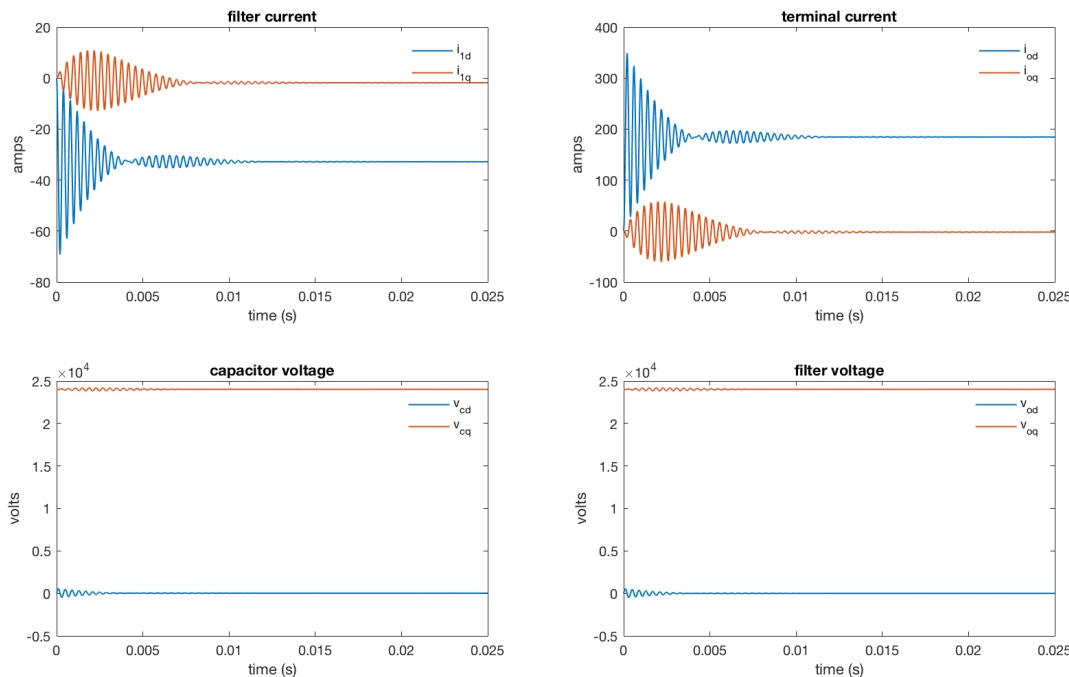 filter current
20
0
-20
-40
-60
-80
amps
i1d
i1q
0 0.005 0.01 0.015 0.02 0.025
time (s)
terminal current
400
300
200
100
0
-100
amps
iod
ioq
0 0.005 0.01 0.015 0.02 0.025
time (s)
capacitor voltage
×10^4
2.5
2
1.5
1
0.5
0
-0.5
volts
vcd
vcq
0 0.005 0.01 0.015 0.02 0.025
time (s)
filter voltage
×10^4
2.5
2
1.5
1
0.5
0
-0.5
volts
vod
voq
0 0.005 0.01 0.015 0.02 0.025
time (s)